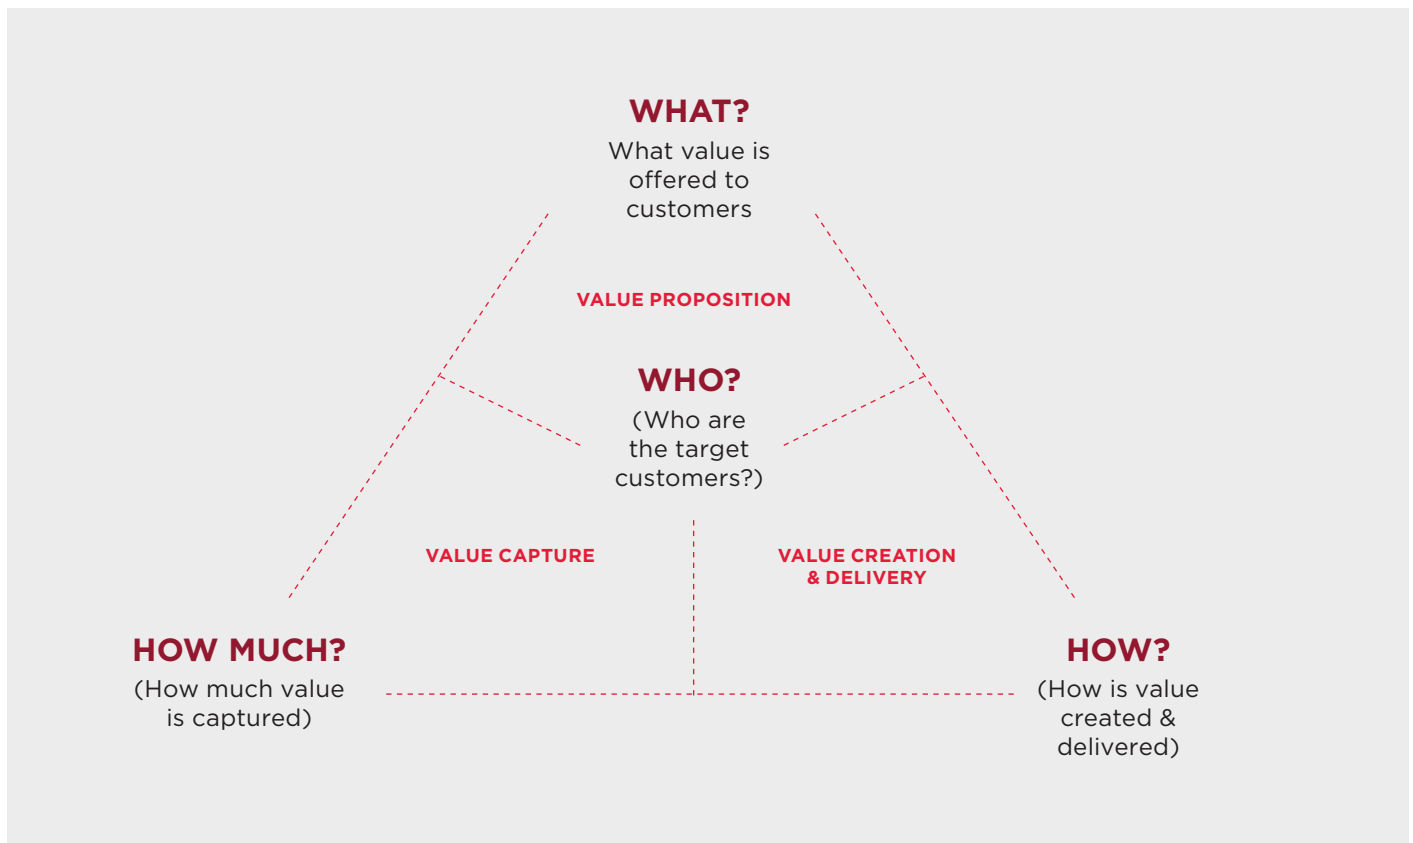 WHAT?
What value is
offered to
customers
VALUE PROPOSITION
WHO?
(Who are
the target
customers?)
VALUE CAPTURE
VALUE CREATION
& DELIVERY
HOW MUCH?
(How much value
is captured)
HOW?
(How is value
created &
delivered)